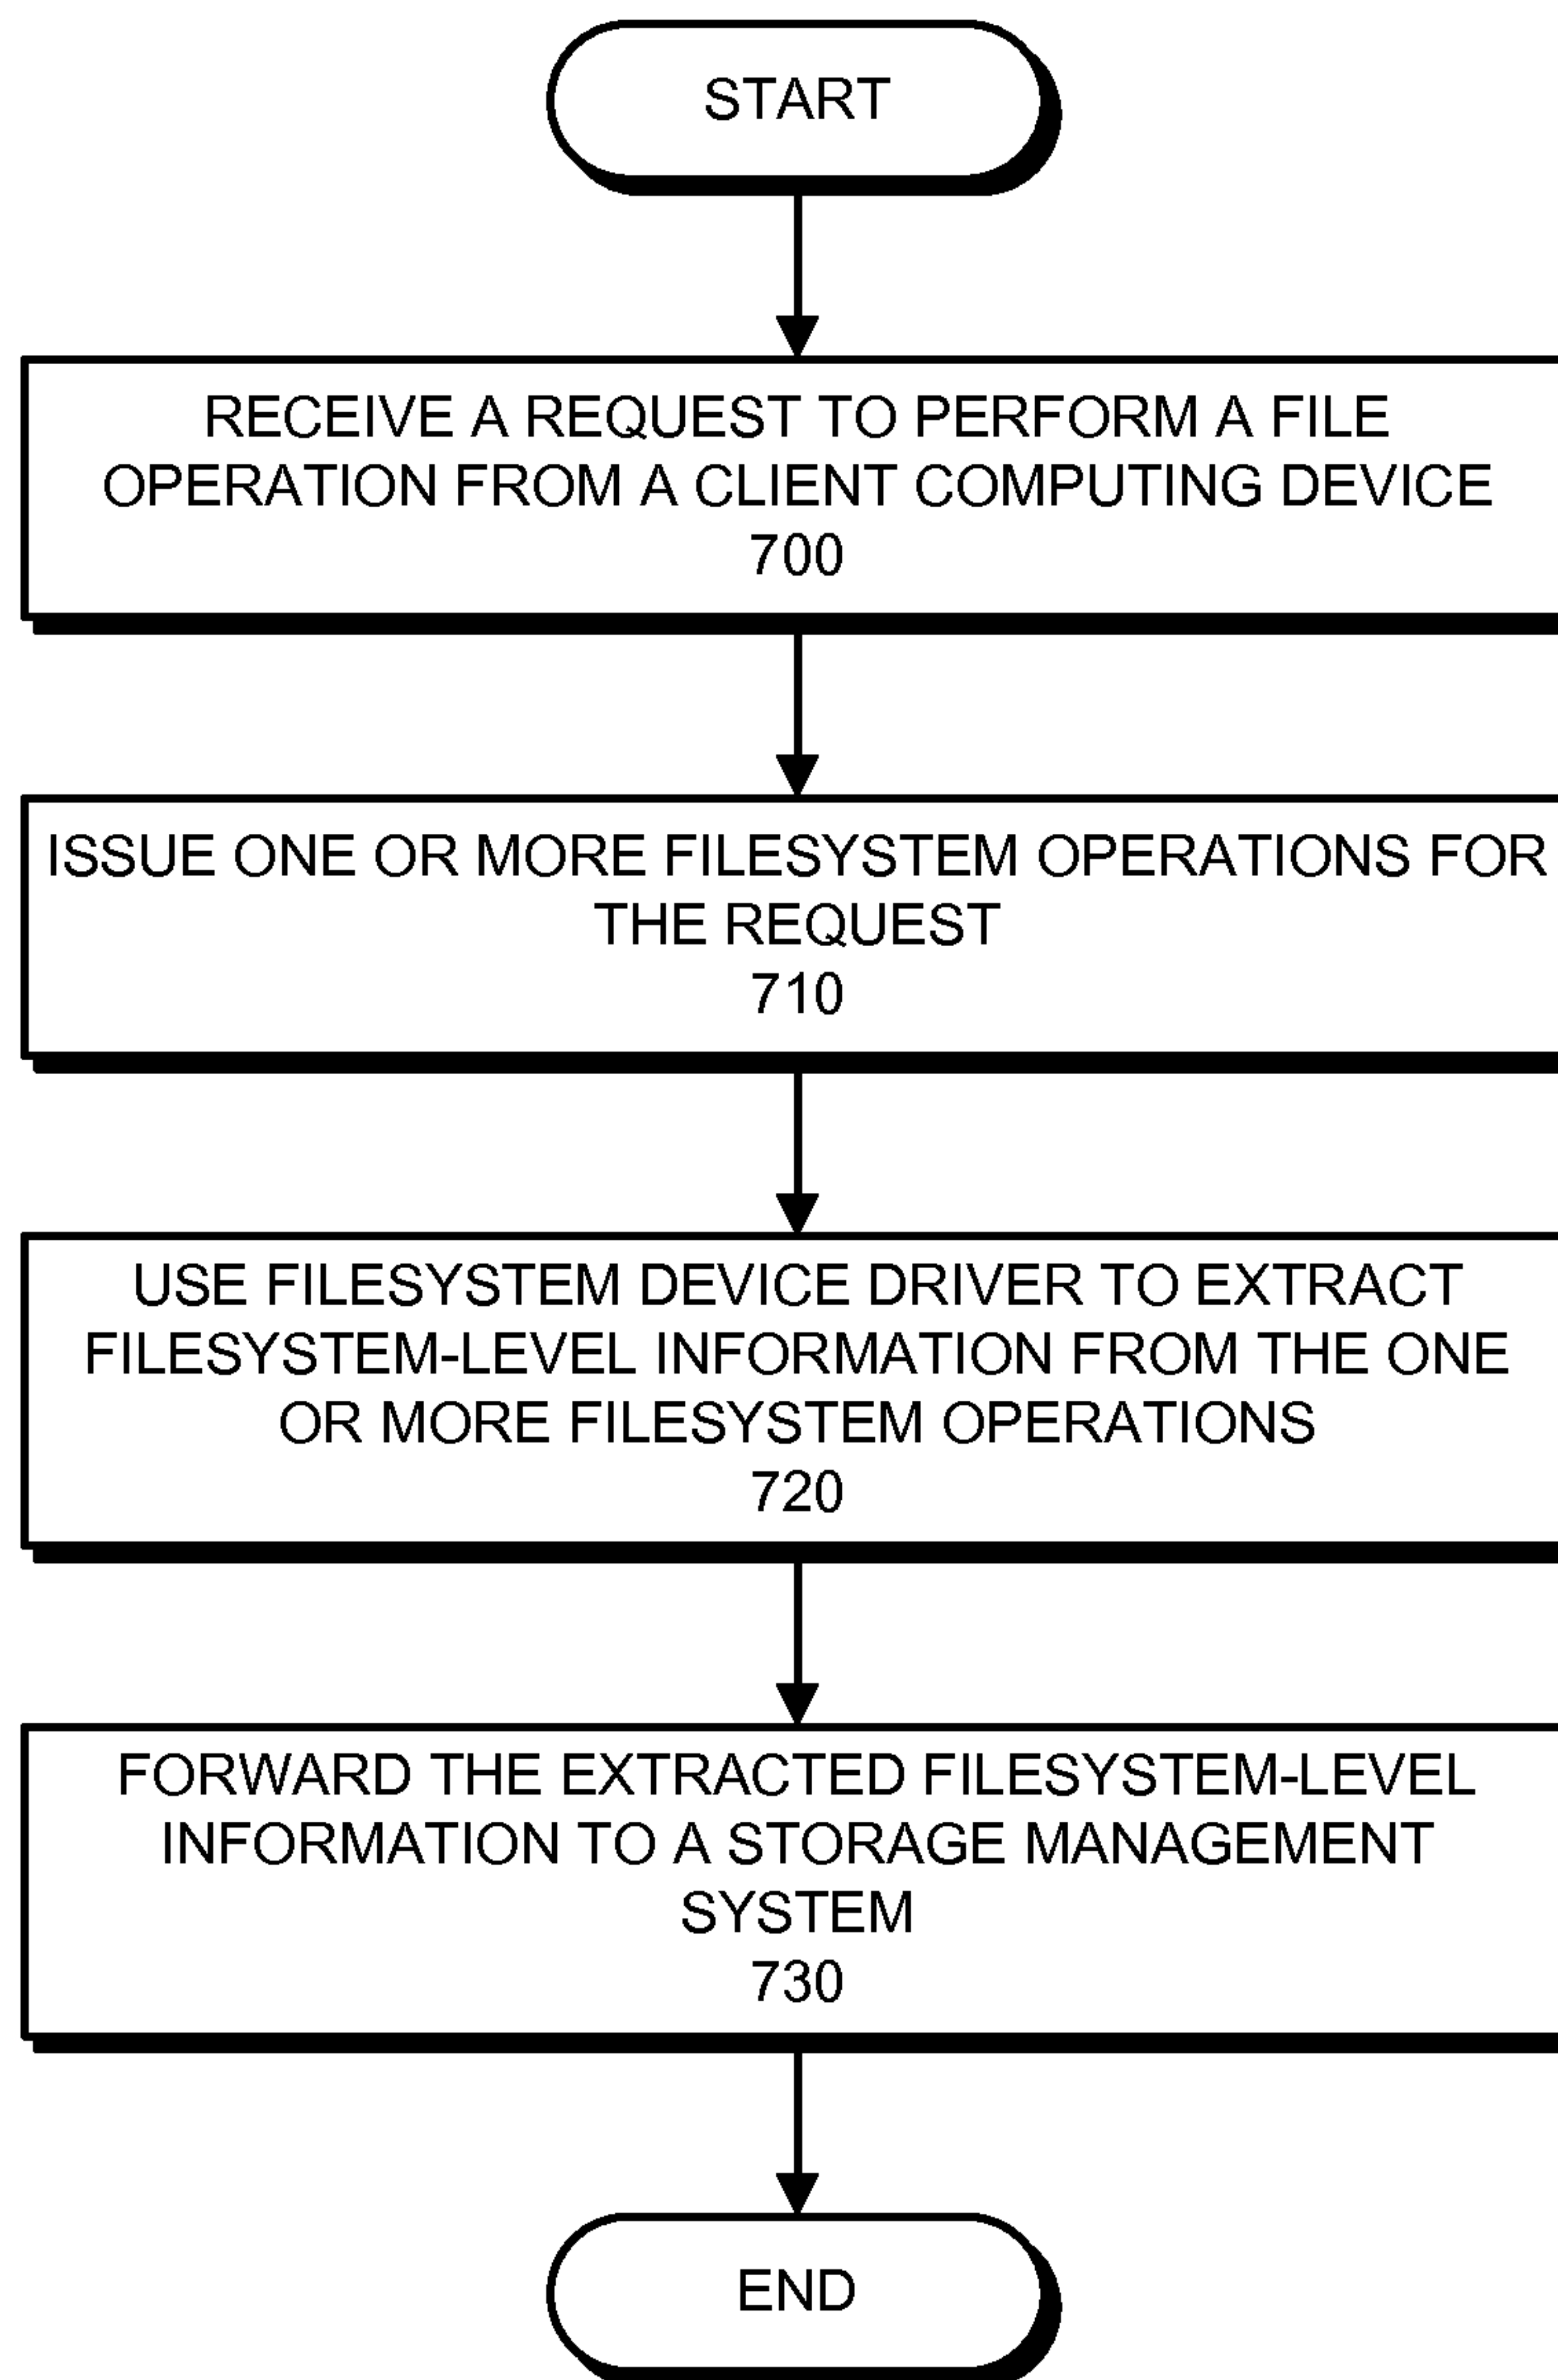 START
RECEIVE A REQUEST TO PERFORM A FILE
OPERATION FROM A CLIENT COMPUTING DEVICE
700
ISSUE ONE OR MORE FILESYSTEM OPERATIONS FOR
THE REQUEST
710
USE FILESYSTEM DEVICE DRIVER TO EXTRACT
FILESYSTEM-LEVEL INFORMATION FROM THE ONE
OR MORE FILESYSTEM OPERATIONS
720
FORWARD THE EXTRACTED FILESYSTEM-LEVEL
INFORMATION TO A STORAGE MANAGEMENT
SYSTEM
730
END